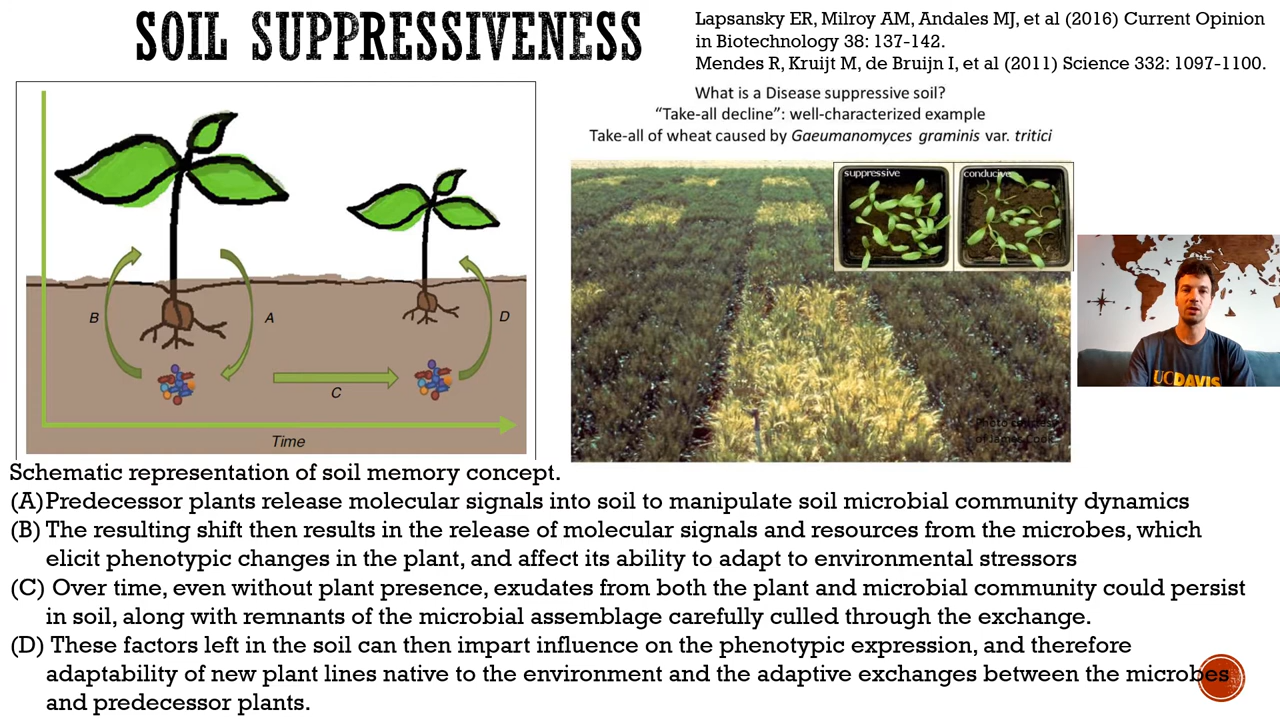 SOIL SUPPRESSIVENESS
Lapsansky ER, Milroy AM, Andales MJ, et al (2016) Current Opinion
in Biotechnology 38: 137-142.
Mendes R, Kruijt M, de Bruijn I, et al (2011) Science 332: 1097-1100.
What is a Disease suppressive soil?
“Take-all decline”: well-characterized example
Take-all of wheat caused by Gaeumanomyces graminis var. tritici
suppressive
conducive
B
A
D
C
Time
Photo courtesy
of James Cook
UC DAVIS
Schematic representation of soil memory concept.
(A) Predecessor plants release molecular signals into soil to manipulate soil microbial community dynamics
(B) The resulting shift then results in the release of molecular signals and resources from the microbes, which
elicit phenotypic changes in the plant, and affect its ability to adapt to environmental stressors
(C) Over time, even without plant presence, exudates from both the plant and microbial community could persist
in soil, along with remnants of the microbial assemblage carefully culled through the exchange.
(D) These factors left in the soil can then impart influence on the phenotypic expression, and therefore
adaptability of new plant lines native to the environment and the adaptive exchanges between the microbes
and predecessor plants.